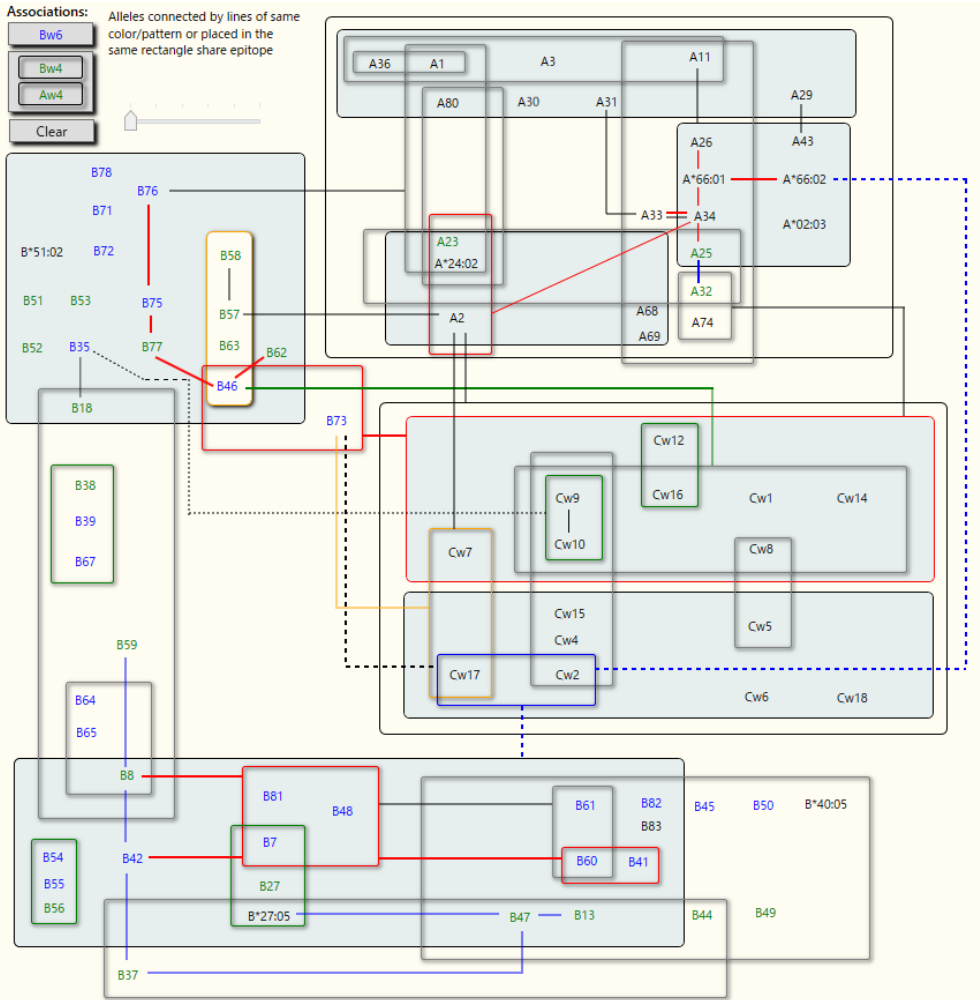 Associations:
Alleles connected by lines of same
color/pattern or placed in the
same rectangle share epitope
Bw6
Bw4
Aw4
Clear
A36
A1
A3
A11
A80
A30
A31
A29
A26
A43
A*66:01
A*66:02
A33
A34
A*02:03
A23
A*24:02
A25
A32
A2
A68
A69
A74
B78
B76
B71
B*51:02
B72
B58
B51
B53
B75
B57
B52
B35
B77
B63
B62
B46
B18
B73
Cw12
B38
Cw9
Cw16
Cw1
Cw14
B39
Cw10
Cw7
Cw8
B67
Cw15
Cw4
Cw5
B59
Cw17
Cw2
B64
Cw6
Cw18
B65
B8
B81
B48
B61
B82
B45
B50
B*40:05
B83
B7
B54
B42
B60
B41
B55
B27
B56
B*27:05
B47
B13
B44
B49
B37